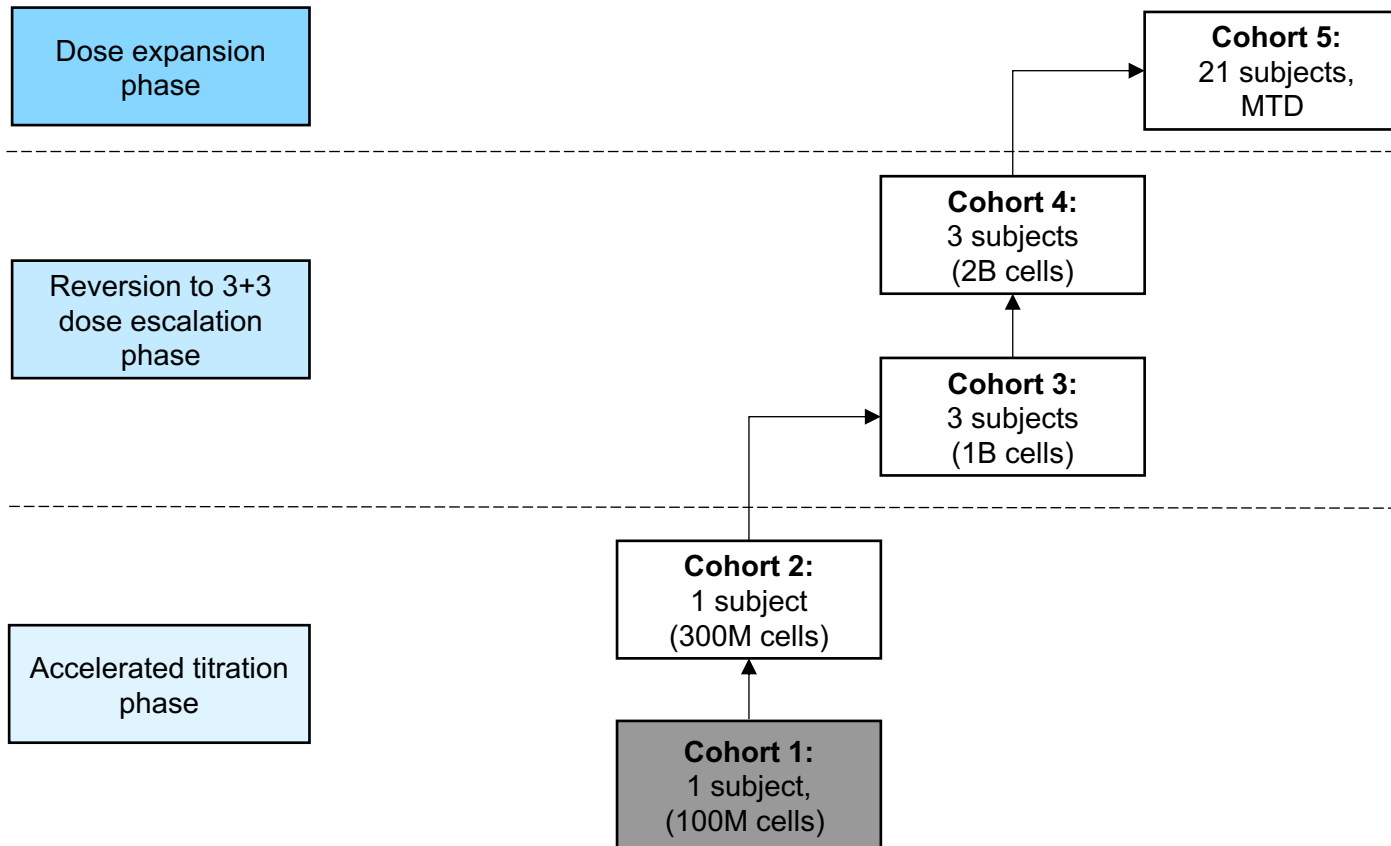 Dose expansion
phase
Cohort 5:
21 subjects,
MTD
Cohort 4:
3 subjects
(2B cells)
Reversion to 3+3
dose escalation
phase
Cohort 3:
3 subjects
(1B cells)
Cohort 2:
1 subject
(300M cells)
Accelerated titration
phase
Cohort 1:
1 subject,
(100M cells)